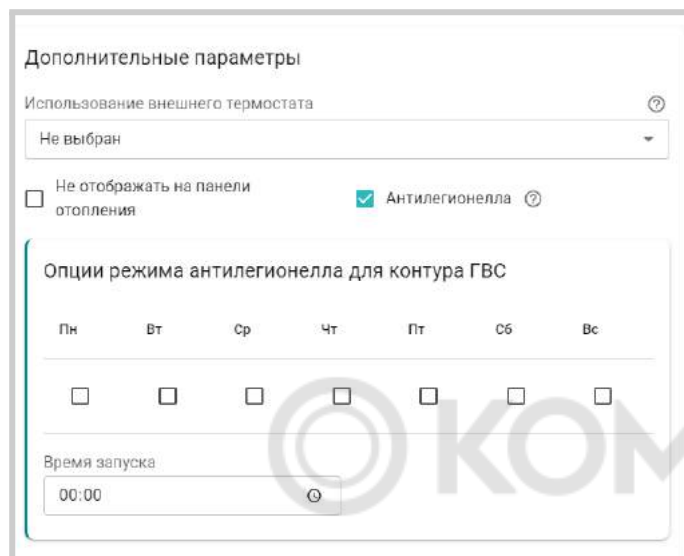 Дополнительные параметры
Использование внешнего термостата
Не выбран
Не отображать на панели
отопления
Антилегионелла
Опции режима антилегионелла для контура ГВС
Пн Вт Ср Чт Пт Сб Вс
Время запуска
00:00
КОМ